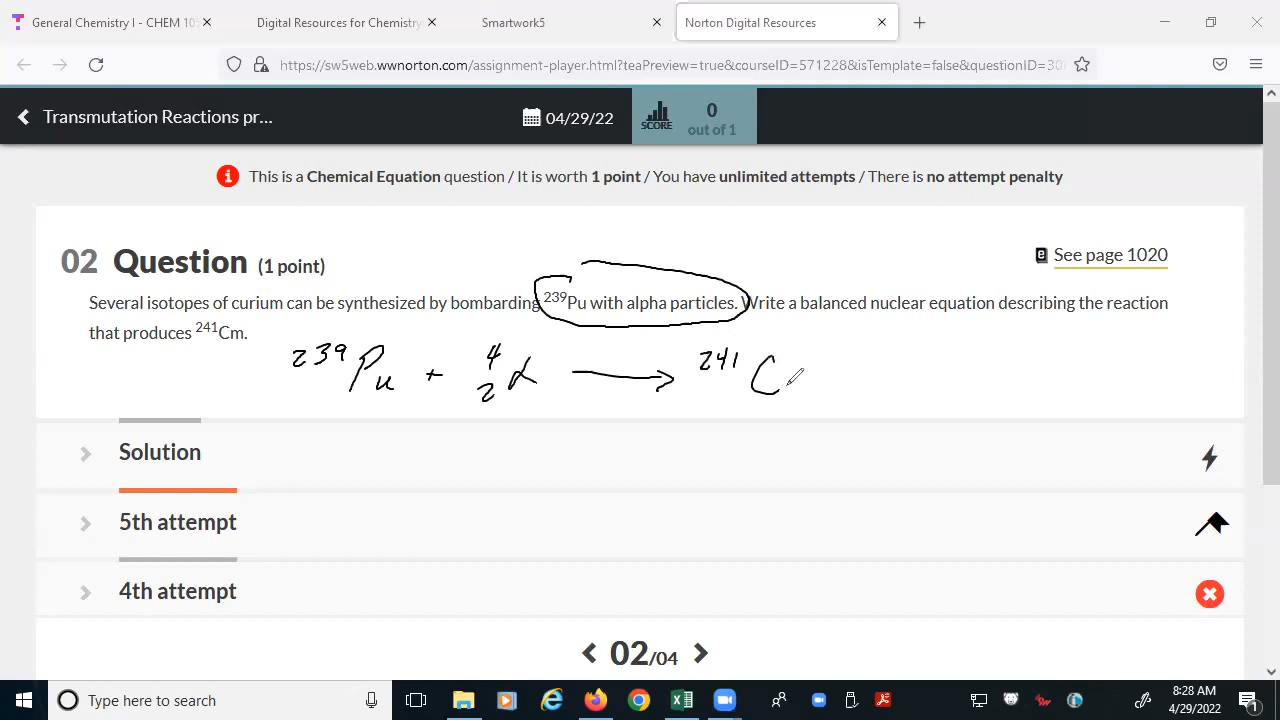 General Chemistry I - CHEM 10
Digital Resources for Chemistry
Smartwork5
Norton Digital Resources
https://sw5web.wwnorton.com/assignment-player.html?teaPreview=true&courseID=571228&isTemplate=false&questionID=30
Transmutation Reactions pr...
04/29/22
SCORE
0
out of 1
This is a Chemical Equation question / It is worth 1 point / You have unlimited attempts / There is no attempt penalty
02 Question (1 point)
See page 1020
Several isotopes of curium can be synthesized by bombarding ²³⁹Pu with alpha particles. Write a balanced nuclear equation describing the reaction
that produces ²⁴¹Cm.
²³⁹Pu + ⁴₂α → ²⁴¹C
Solution
5th attempt
4th attempt
02/04
Type here to search
8:28 AM
4/29/2022
1